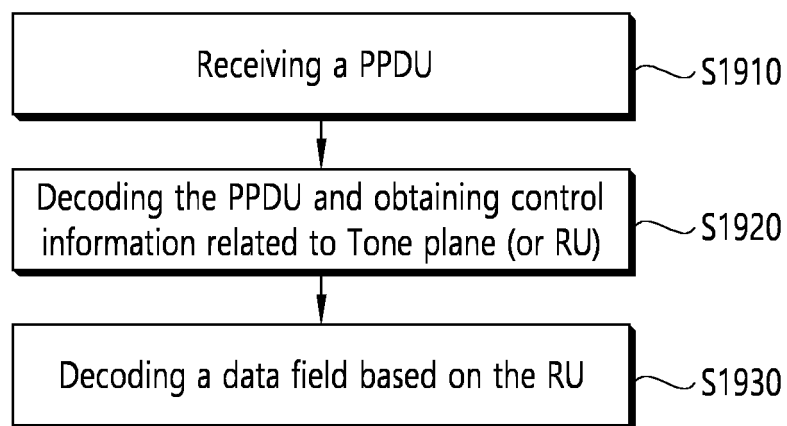 Receiving a PPDU
S1910
Decoding the PPDU and obtaining control
information related to Tone plane (or RU)
S1920
Decoding a data field based on the RU
S1930